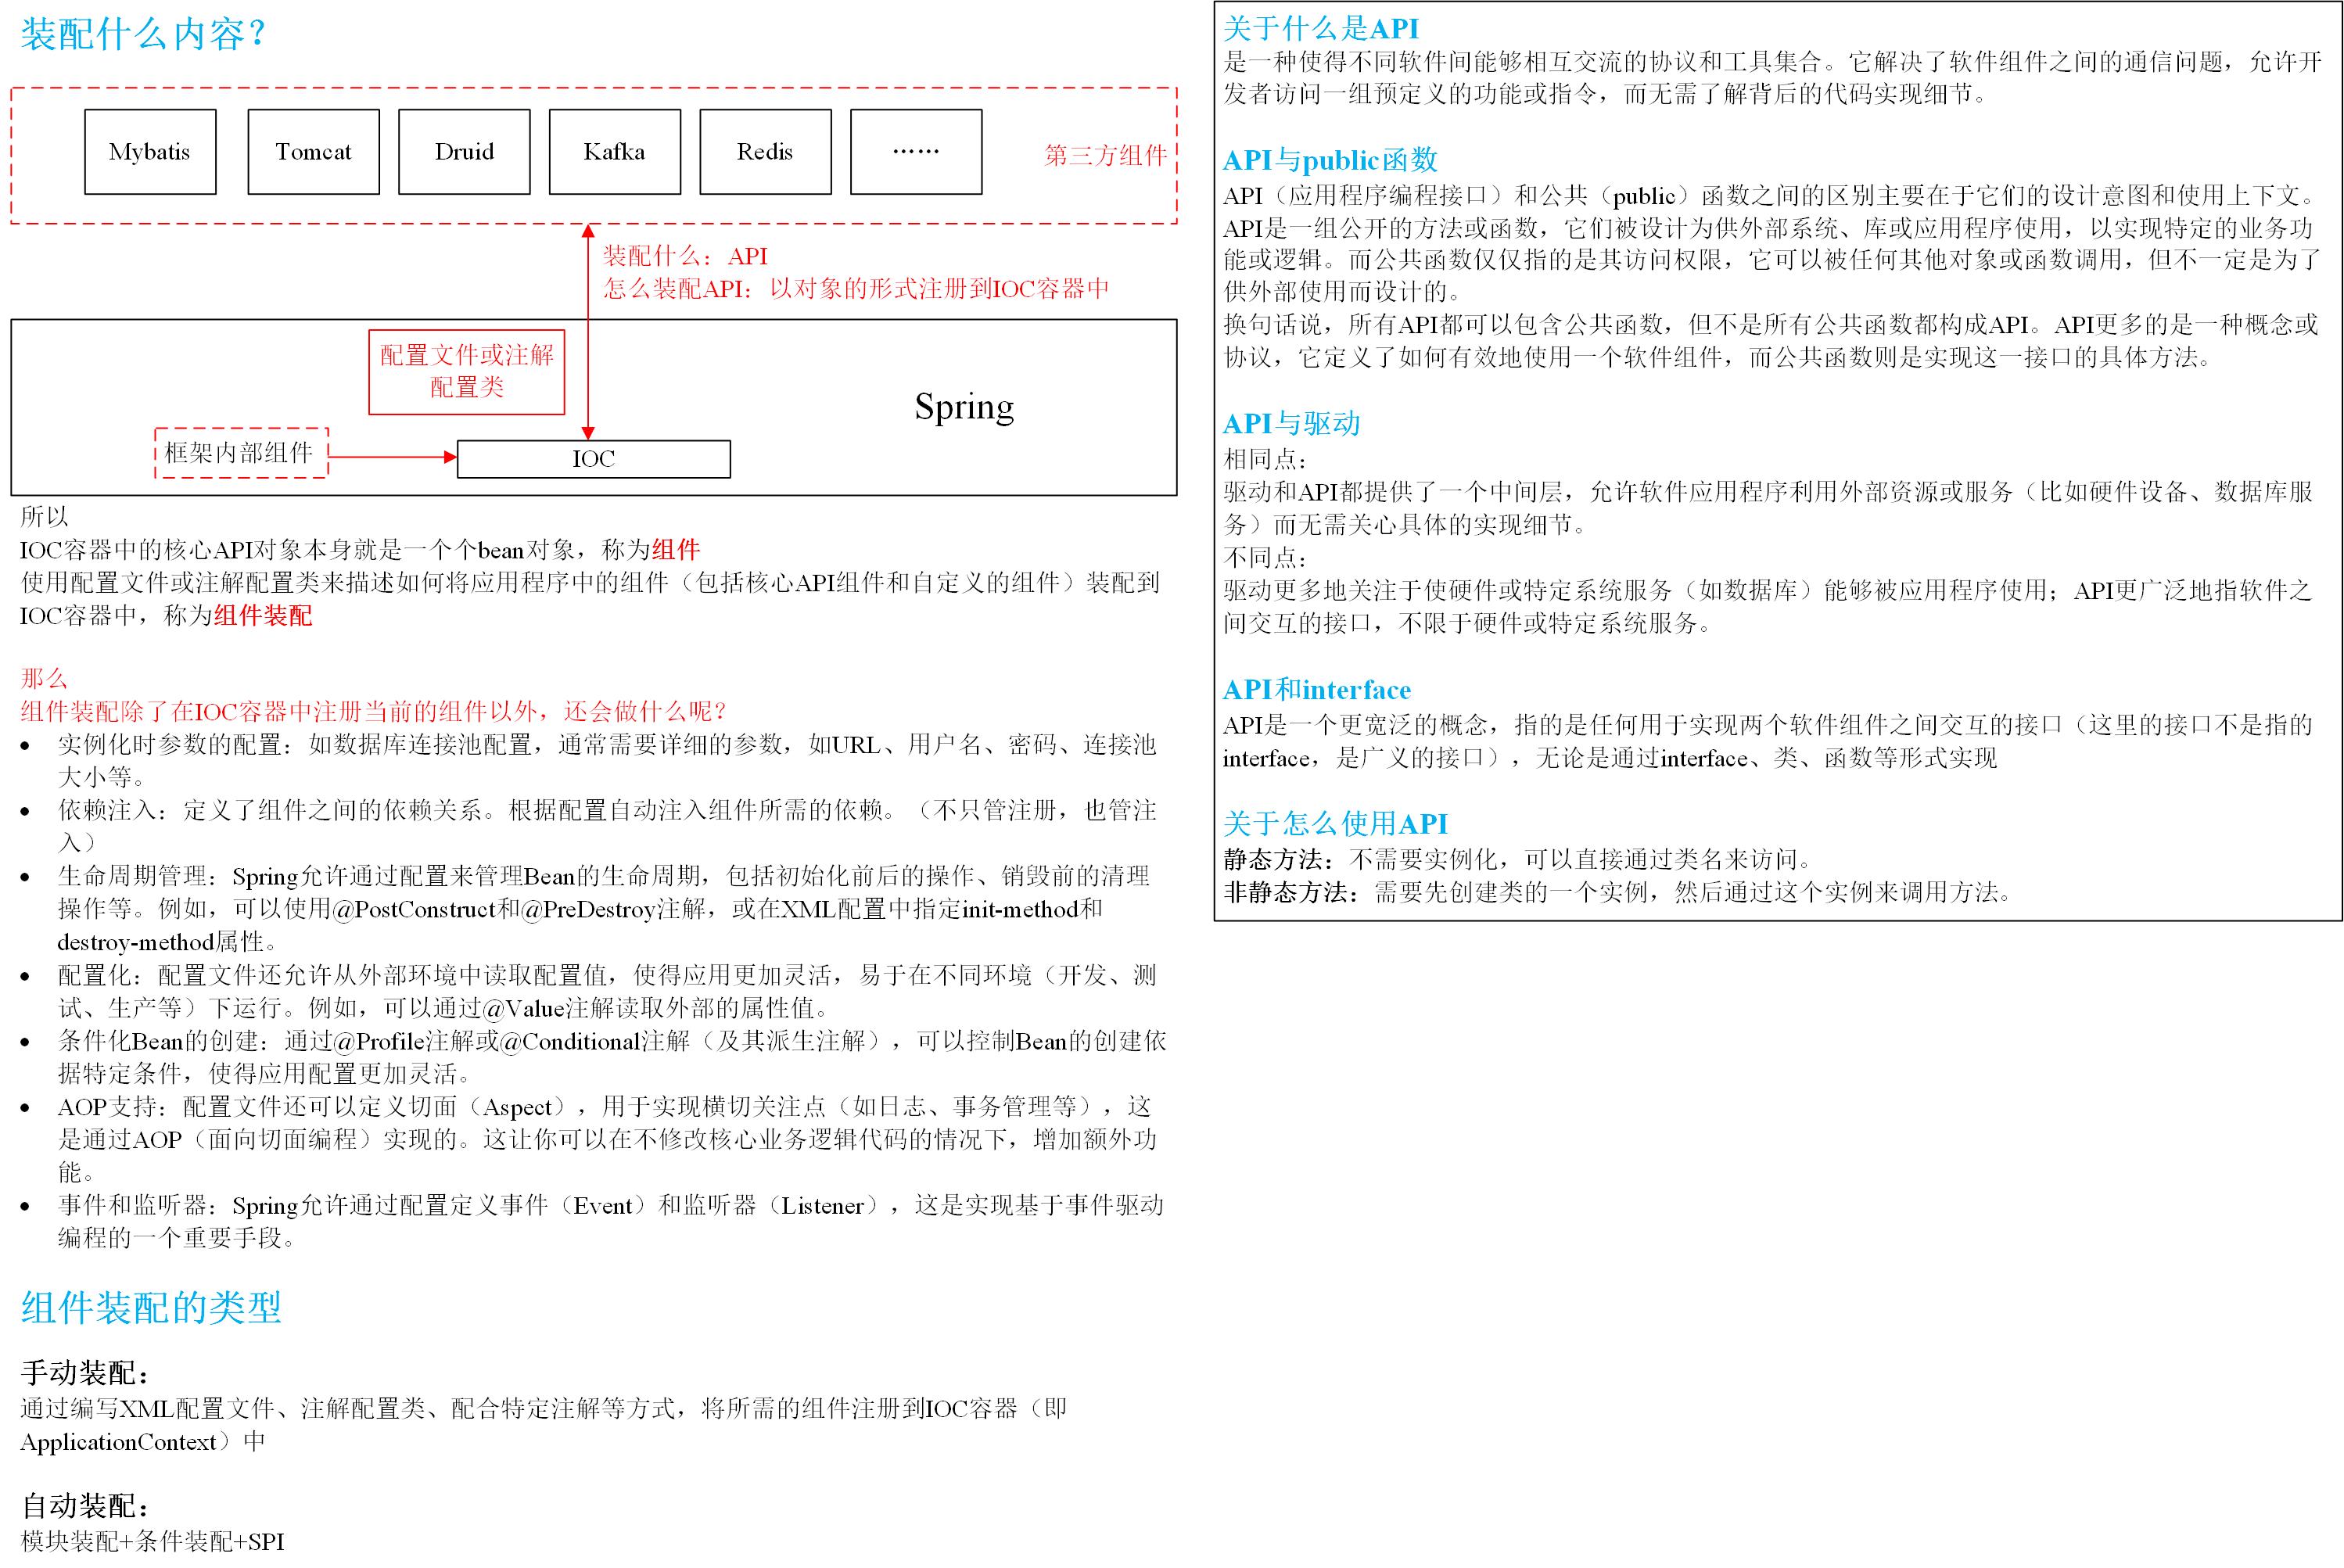 装配什么内容？
Mybatis
Tomcat
Druid
Kafka
Redis
……
第三方组件
装配什么：API
怎么装配API：以对象的形式注册到IOC容器中
配置文件或注解
配置类
Spring
框架内部组件
IOC
所以
IOC容器中的核心API对象本身就是一个个bean对象，称为组件
使用配置文件或注解配置类来描述如何将应用程序中的组件（包括核心API组件和自定义的组件）装配到
IOC容器中，称为组件装配
那么
组件装配除了在IOC容器中注册当前的组件以外，还会做什么呢？
• 实例化时参数的配置：如数据库连接池配置，通常需要详细的参数，如URL、用户名、密码、连接池
大小等。
• 依赖注入：定义了组件之间的依赖关系。根据配置自动注入组件所需的依赖。（不只管注册，也管注
入）
• 生命周期管理：Spring允许通过配置来管理Bean的生命周期，包括初始化前后的操作、销毁前的清理
操作等。例如，可以使用@PostConstruct和@PreDestroy注解，或在XML配置中指定init-method和
destroy-method属性。
• 配置化：配置文件还允许从外部环境中读取配置值，使得应用更加灵活，易于在不同环境（开发、测
试、生产等）下运行。例如，可以通过@Value注解读取外部的属性值。
• 条件化Bean的创建：通过@Profile注解或@Conditional注解（及其派生注解），可以控制Bean的创建依
据特定条件，使得应用配置更加灵活。
• AOP支持：配置文件还可以定义切面（Aspect），用于实现横切关注点（如日志、事务管理等），这
是通过AOP（面向切面编程）实现的。这让你可以在不修改核心业务逻辑代码的情况下，增加额外功
能。
• 事件和监听器：Spring允许通过配置定义事件（Event）和监听器（Listener），这是实现基于事件驱动
编程的一个重要手段。
组件装配的类型
手动装配：
通过编写XML配置文件、注解配置类、配合特定注解等方式，将所需的组件注册到IOC容器（即
ApplicationContext）中
自动装配：
模块装配+条件装配+SPI
关于什么是API
是一种使得不同软件间能够相互交流的协议和工具集合。它解决了软件组件之间的通信问题，允许开
发者访问一组预定义的功能或指令，而无需了解背后的代码实现细节。
API与public函数
API（应用程序编程接口）和公共（public）函数之间的区别主要在于它们的设计意图和使用上下文。
API是一组公开的方法或函数，它们被设计为供外部系统、库或应用程序使用，以实现特定的业务功
能或逻辑。而公共函数仅仅指的是其访问权限，它可以被任何其他对象或函数调用，但不一定是为了
供外部使用而设计的。
换句话说，所有API都可以包含公共函数，但不是所有公共函数都构成API。API更多的是一种概念或
协议，它定义了如何有效地使用一个软件组件，而公共函数则是实现这一接口的具体方法。
API与驱动
相同点：
驱动和API都提供了一个中间层，允许软件应用程序利用外部资源或服务（比如硬件设备、数据库服
务）而无需关心具体的实现细节。
不同点：
驱动更多地关注于使硬件或特定系统服务（如数据库）能够被应用程序使用；API更广泛地指软件之
间交互的接口，不限于硬件或特定系统服务。
API和interface
API是一个更宽泛的概念，指的是任何用于实现两个软件组件之间交互的接口（这里的接口不是指的
interface，是广义的接口），无论是通过interface、类、函数等形式实现
关于怎么使用API
静态方法：不需要实例化，可以直接通过类名来访问。
非静态方法：需要先创建类的一个实例，然后通过这个实例来调用方法。